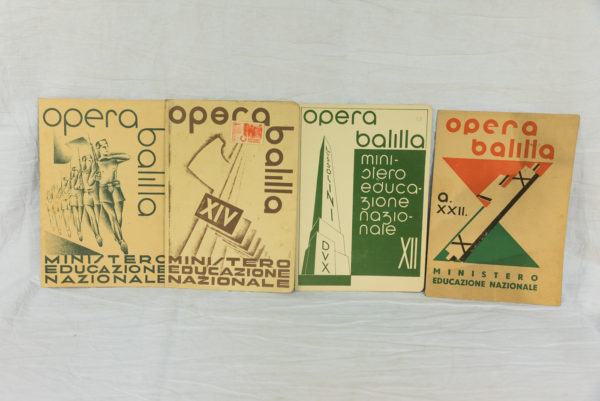 opera
balilla
MINISTERO
EDUCAZIONE
NAZIONALE
opera
balilla
XIV
MINISTERO
EDUCAZIONE
NAZIONALE
opera
balilla
mini-
stero
educa-
zione
nazio-
nale
XII
MUSSOLINI
DVX
opera
balilla
a.
XXII.
MINISTERO
EDUCAZIONE NAZIONALE